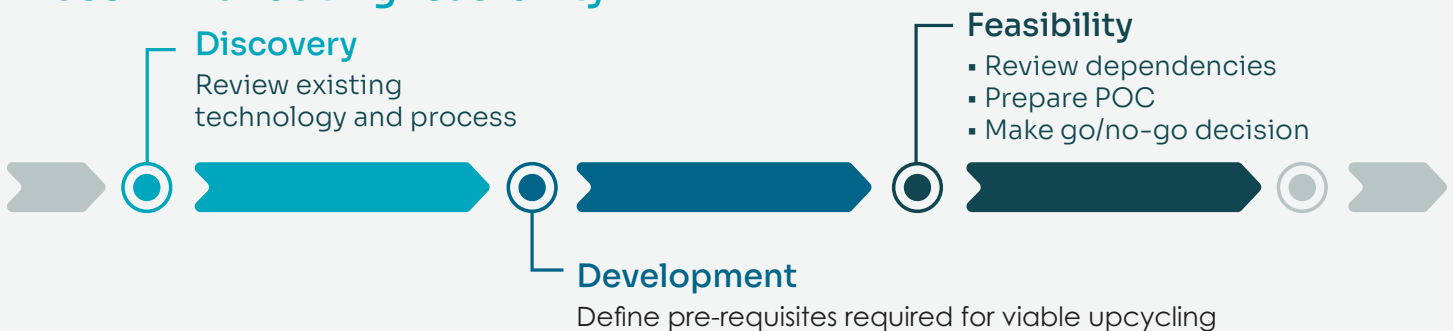 Discovery
Review existing
technology and process
Feasibility
▪ Review dependencies
▪ Prepare POC
▪ Make go/no-go decision
Development
Define pre-requisites required for viable upcycling